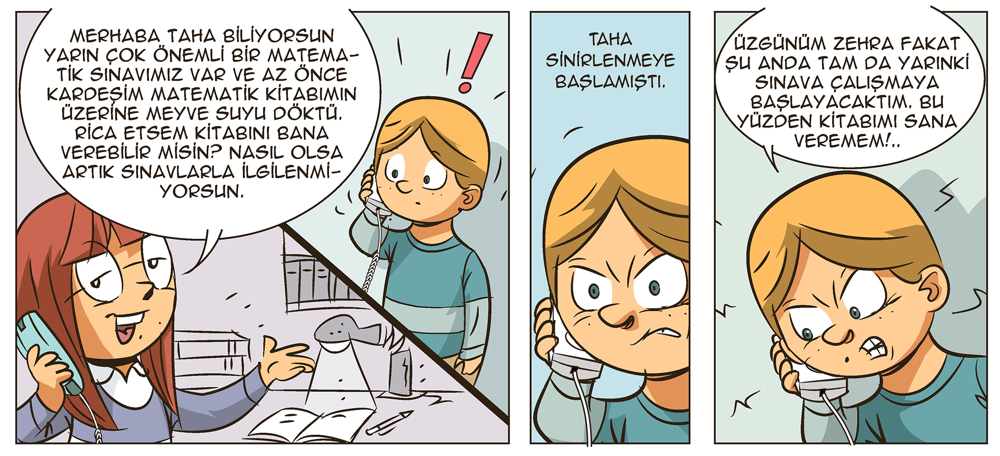 MERHABA TAHA BİLİYORSUN
YARIN ÇOK ÖNEMLİ BİR MATEMA-
TİK SINAVIMIZ VAR VE AZ ÖNCE
KARDEŞİM MATEMATİK KİTABIMIN
ÜZERİNE MEYVE SUYU DÖKTÜ.
RİCA ETSEM KİTABINI BANA
VEREBİLİR MİSİN? NASIL OLSA
ARTIK SINAVLARLA İLGİLENMİ-
YORSUN.
!
TAHA
SİNİRLENMEYE
BAŞLAMIŞTI.
ÜZGÜNÜM ZEHRA FAKAT
ŞU ANDA TAM DA YARINKİ
SINAVA ÇALIŞMAYA
BAŞLAYACAKTIM. BU
YÜZDEN KİTABIMI SANA
VEREMEM!..